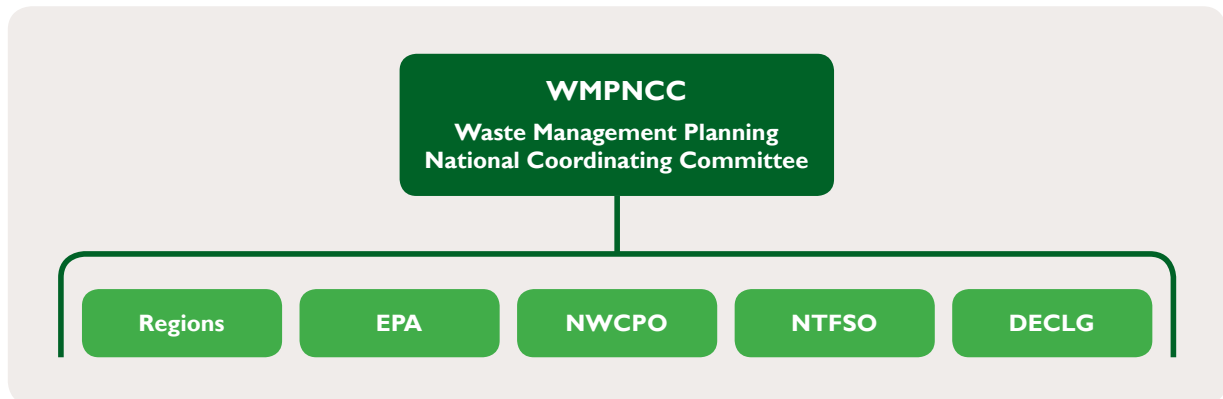 WMPNCC
Waste Management Planning
National Coordinating Committee
Regions
EPA
NWCPO
NTFSO
DECLG